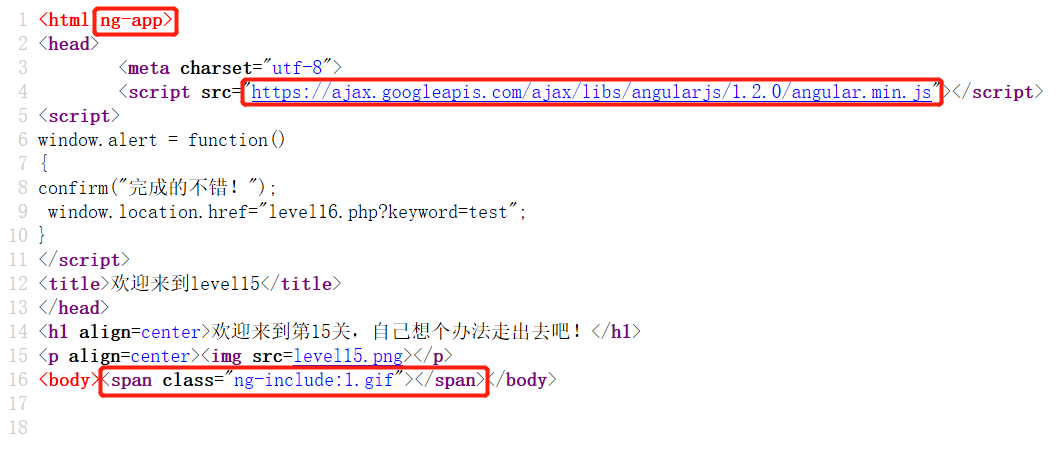 1 <html ng-app>
2 <head>
3         <meta charset="utf-8">
4         <script src="https://ajax.googleapis.com/ajax/libs/angularjs/1.2.0/angular.min.js"></script>
5 <script>
6 window.alert = function()
7 {
8 confirm("完成的不错！");
9  window.location.href="level16.php?keyword=test";
10 }
11 </script>
12 <title>欢迎来到level15</title>
13 </head>
14 <h1 align=center>欢迎来到第15关，自己想个办法走出去吧！</h1>
15 <p align=center><img src=level15.png></p>
16 <body><span class="ng-include:1.gif"></span></body>
17
18